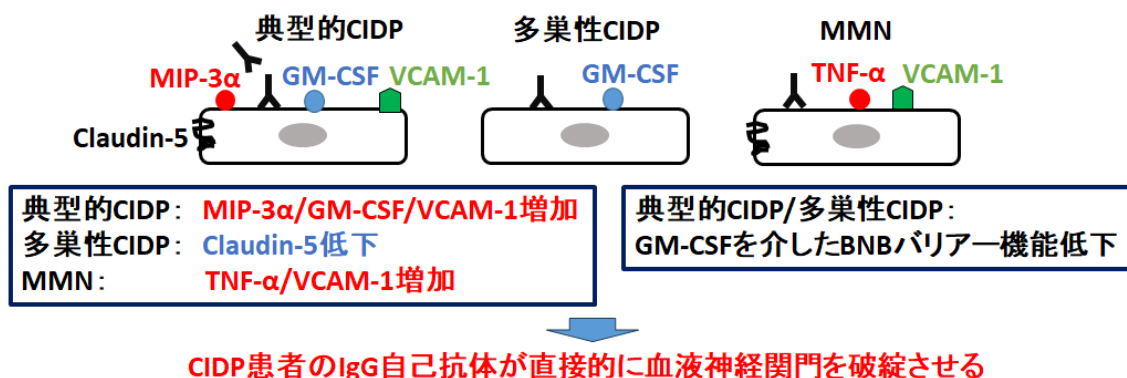 典型的CIDP
多巣性CIDP
MMN
MIP-3α
GM-CSF
VCAM-1
GM-CSF
TNF-α
VCAM-1
Claudin-5
典型的CIDP： MIP-3α/GM-CSF/VCAM-1増加
多巣性CIDP： Claudin-5低下
MMN： TNF-α/VCAM-1増加
典型的CIDP/多巣性CIDP：
GM-CSFを介したBNBバリアー機能低下
CIDP患者のIgG自己抗体が直接的に血液神経関門を破綻させる